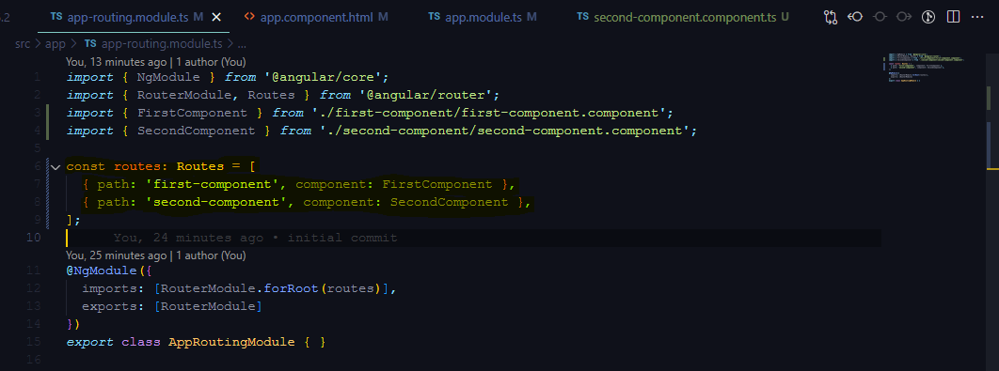 .2
TS app-routing.module.ts M
<> app.component.html M
TS app.module.ts M
TS second-component.component.ts U
src > app > TS app-routing.module.ts > ...
You, 13 minutes ago | 1 author (You)
1 import { NgModule } from '@angular/core';
2 import { RouterModule, Routes } from '@angular/router';
3 import { FirstComponent } from './first-component/first-component.component';
4 import { SecondComponent } from './second-component/second-component.component';
5
6 const routes: Routes = [
7 { path: 'first-component', component: FirstComponent },
8 { path: 'second-component', component: SecondComponent },
9 ];
10 You, 24 minutes ago • initial commit
You, 25 minutes ago | 1 author (You)
11 @NgModule({
12 imports: [RouterModule.forRoot(routes)],
13 exports: [RouterModule]
14 })
15 export class AppRoutingModule { }
16